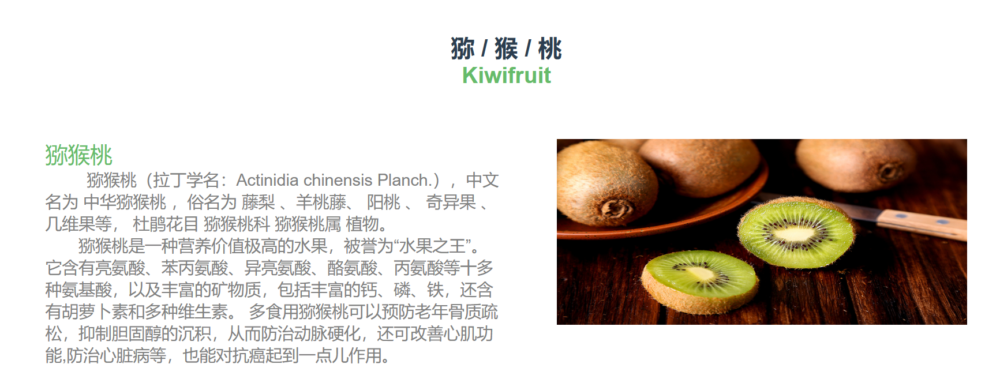 猕 / 猴 / 桃
Kiwifruit
猕猴桃
猕猴桃（拉丁学名：Actinidia chinensis Planch.），中文
名为 中华猕猴桃 ，俗名为 藤梨 、羊桃藤、 阳桃 、 奇异果 、
几维果等， 杜鹃花目 猕猴桃科 猕猴桃属 植物。
猕猴桃是一种营养价值极高的水果，被誉为“水果之王”。
它含有亮氨酸、苯丙氨酸、异亮氨酸、酪氨酸、丙氨酸等十多
种氨基酸，以及丰富的矿物质，包括丰富的钙、磷、铁，还含
有胡萝卜素和多种维生素。 多食用猕猴桃可以预防老年骨质疏
松，抑制胆固醇的沉积，从而防治动脉硬化，还可改善心肌功
能,防治心脏病等，也能对抗癌起到一点儿作用。